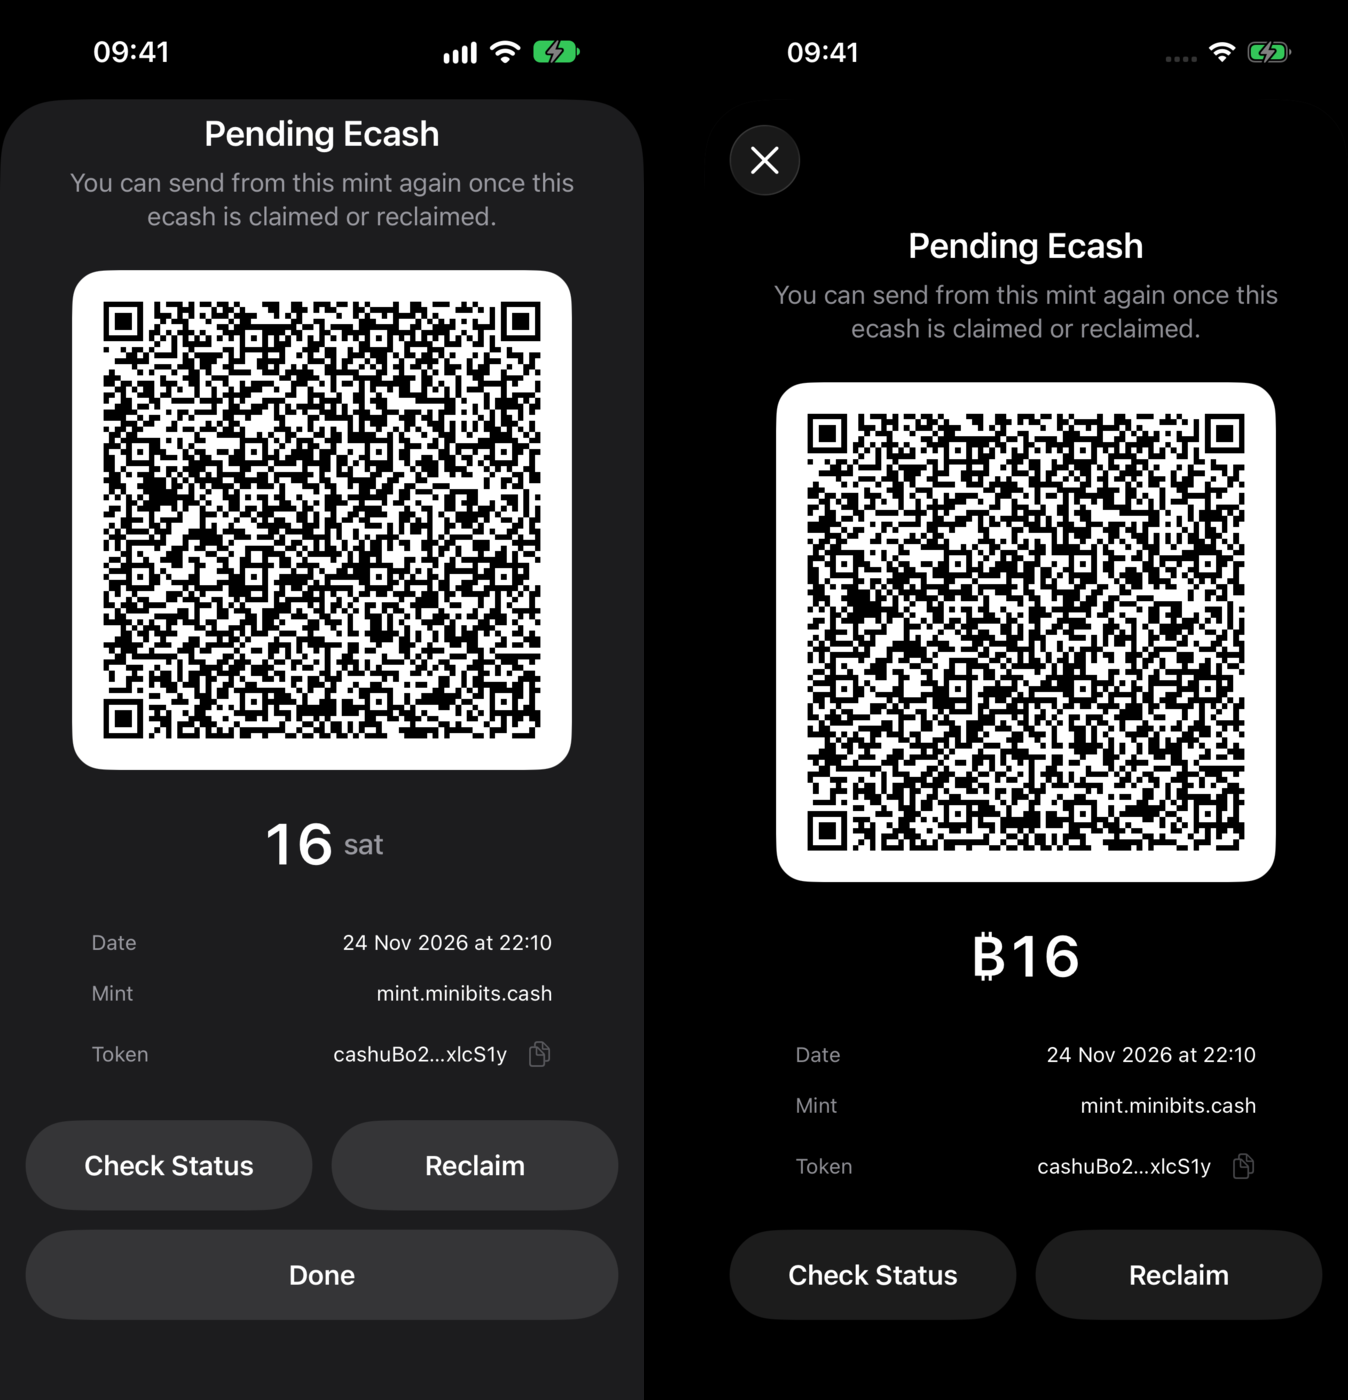 09:41
Pending Ecash
You can send from this mint again once this
ecash is claimed or reclaimed.
16 sat
Date 24 Nov 2026 at 22:10
Mint mint.minibits.cash
Token cashuBo2...xlcS1y
Check Status Reclaim
Done
09:41
Pending Ecash
You can send from this mint again once this
ecash is claimed or reclaimed.
₿16
Date 24 Nov 2026 at 22:10
Mint mint.minibits.cash
Token cashuBo2...xlcS1y
Check Status Reclaim